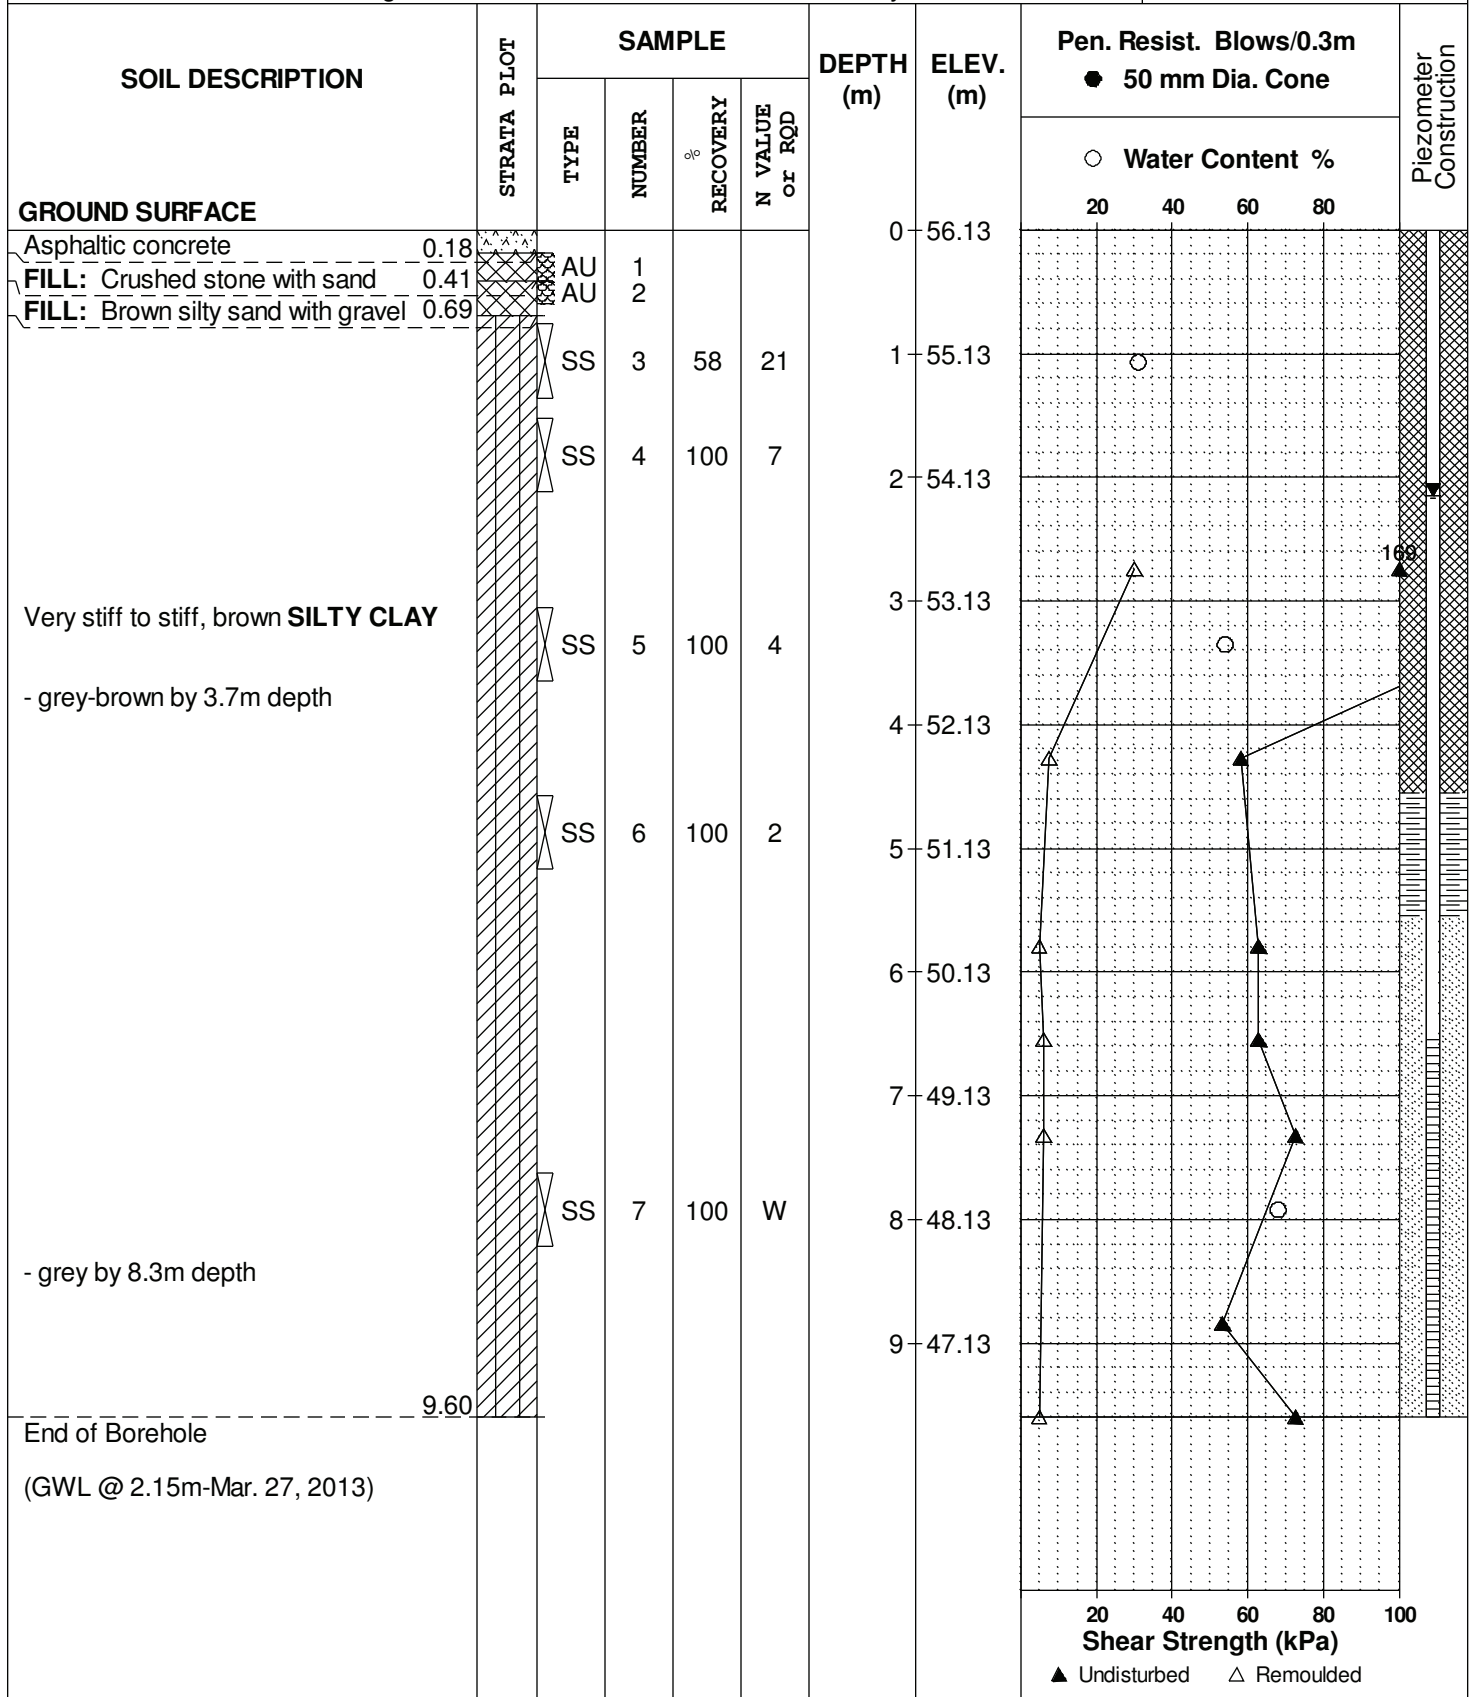 SOIL DESCRIPTION
GROUND SURFACE
STRATA PLOT
SAMPLE
TYPE
NUMBER
% RECOVERY
N VALUE or RQD
DEPTH (m)
ELEV. (m)
Pen. Resist. Blows/0.3m
● 50 mm Dia. Cone
○ Water Content %
20 40 60 80
Piezometer Construction
0 56.13
Asphaltic concrete 0.18
FILL: Crushed stone with sand 0.41
AU 1
AU 2
FILL: Brown silty sand with gravel 0.69
SS 3 58 21
1 55.13
SS 4 100 7
2 54.13
169
3 53.13
Very stiff to stiff, brown SILTY CLAY
SS 5 100 4
- grey-brown by 3.7m depth
4 52.13
SS 6 100 2
5 51.13
6 50.13
7 49.13
SS 7 100 W
8 48.13
- grey by 8.3m depth
9 47.13
9.60
End of Borehole
(GWL @ 2.15m-Mar. 27, 2013)
20 40 60 80 100
Shear Strength (kPa)
▲ Undisturbed △ Remoulded